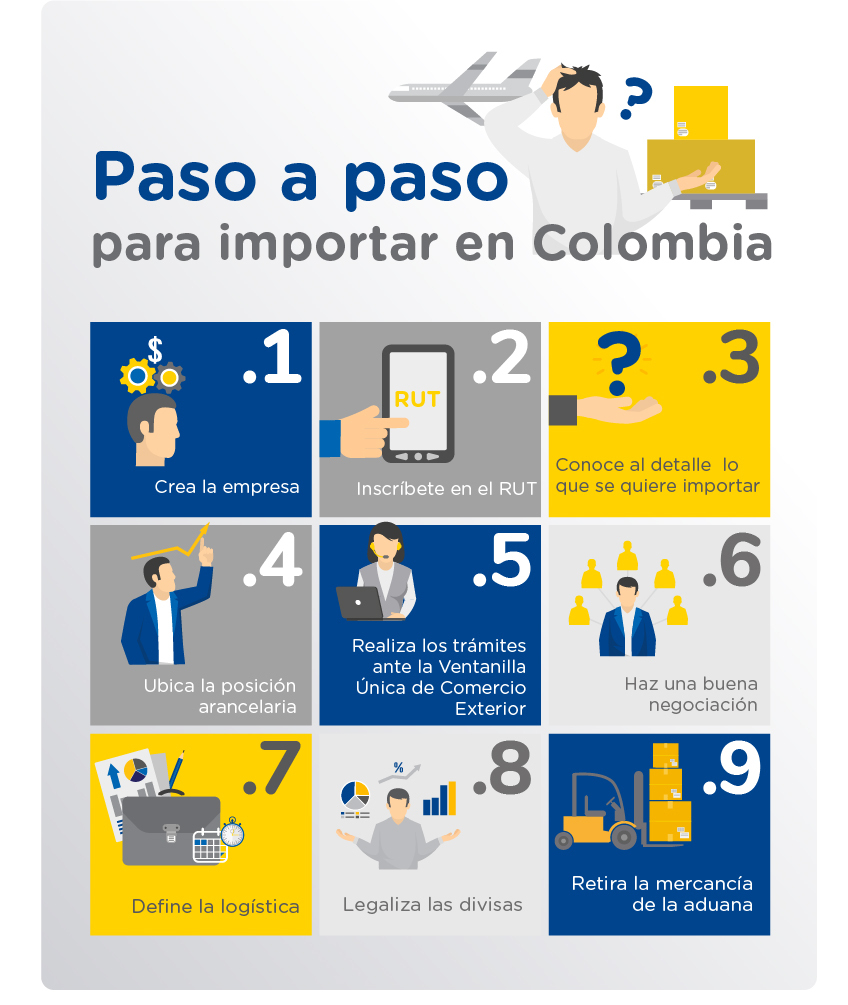 Paso a paso
para importar en Colombia
.1
$
Crea la empresa
.2
RUT
Inscríbete en el RUT
.3
?
Conoce al detalle lo
que se quiere importar
.4
Ubica la posición
arancelaria
.5
Realiza los trámites
ante la Ventanilla
Única de Comercio
Exterior
.6
Haz una buena
negociación
.7
Define la logística
.8
%
Legaliza las divisas
.9
Retira la mercancía
de la aduana